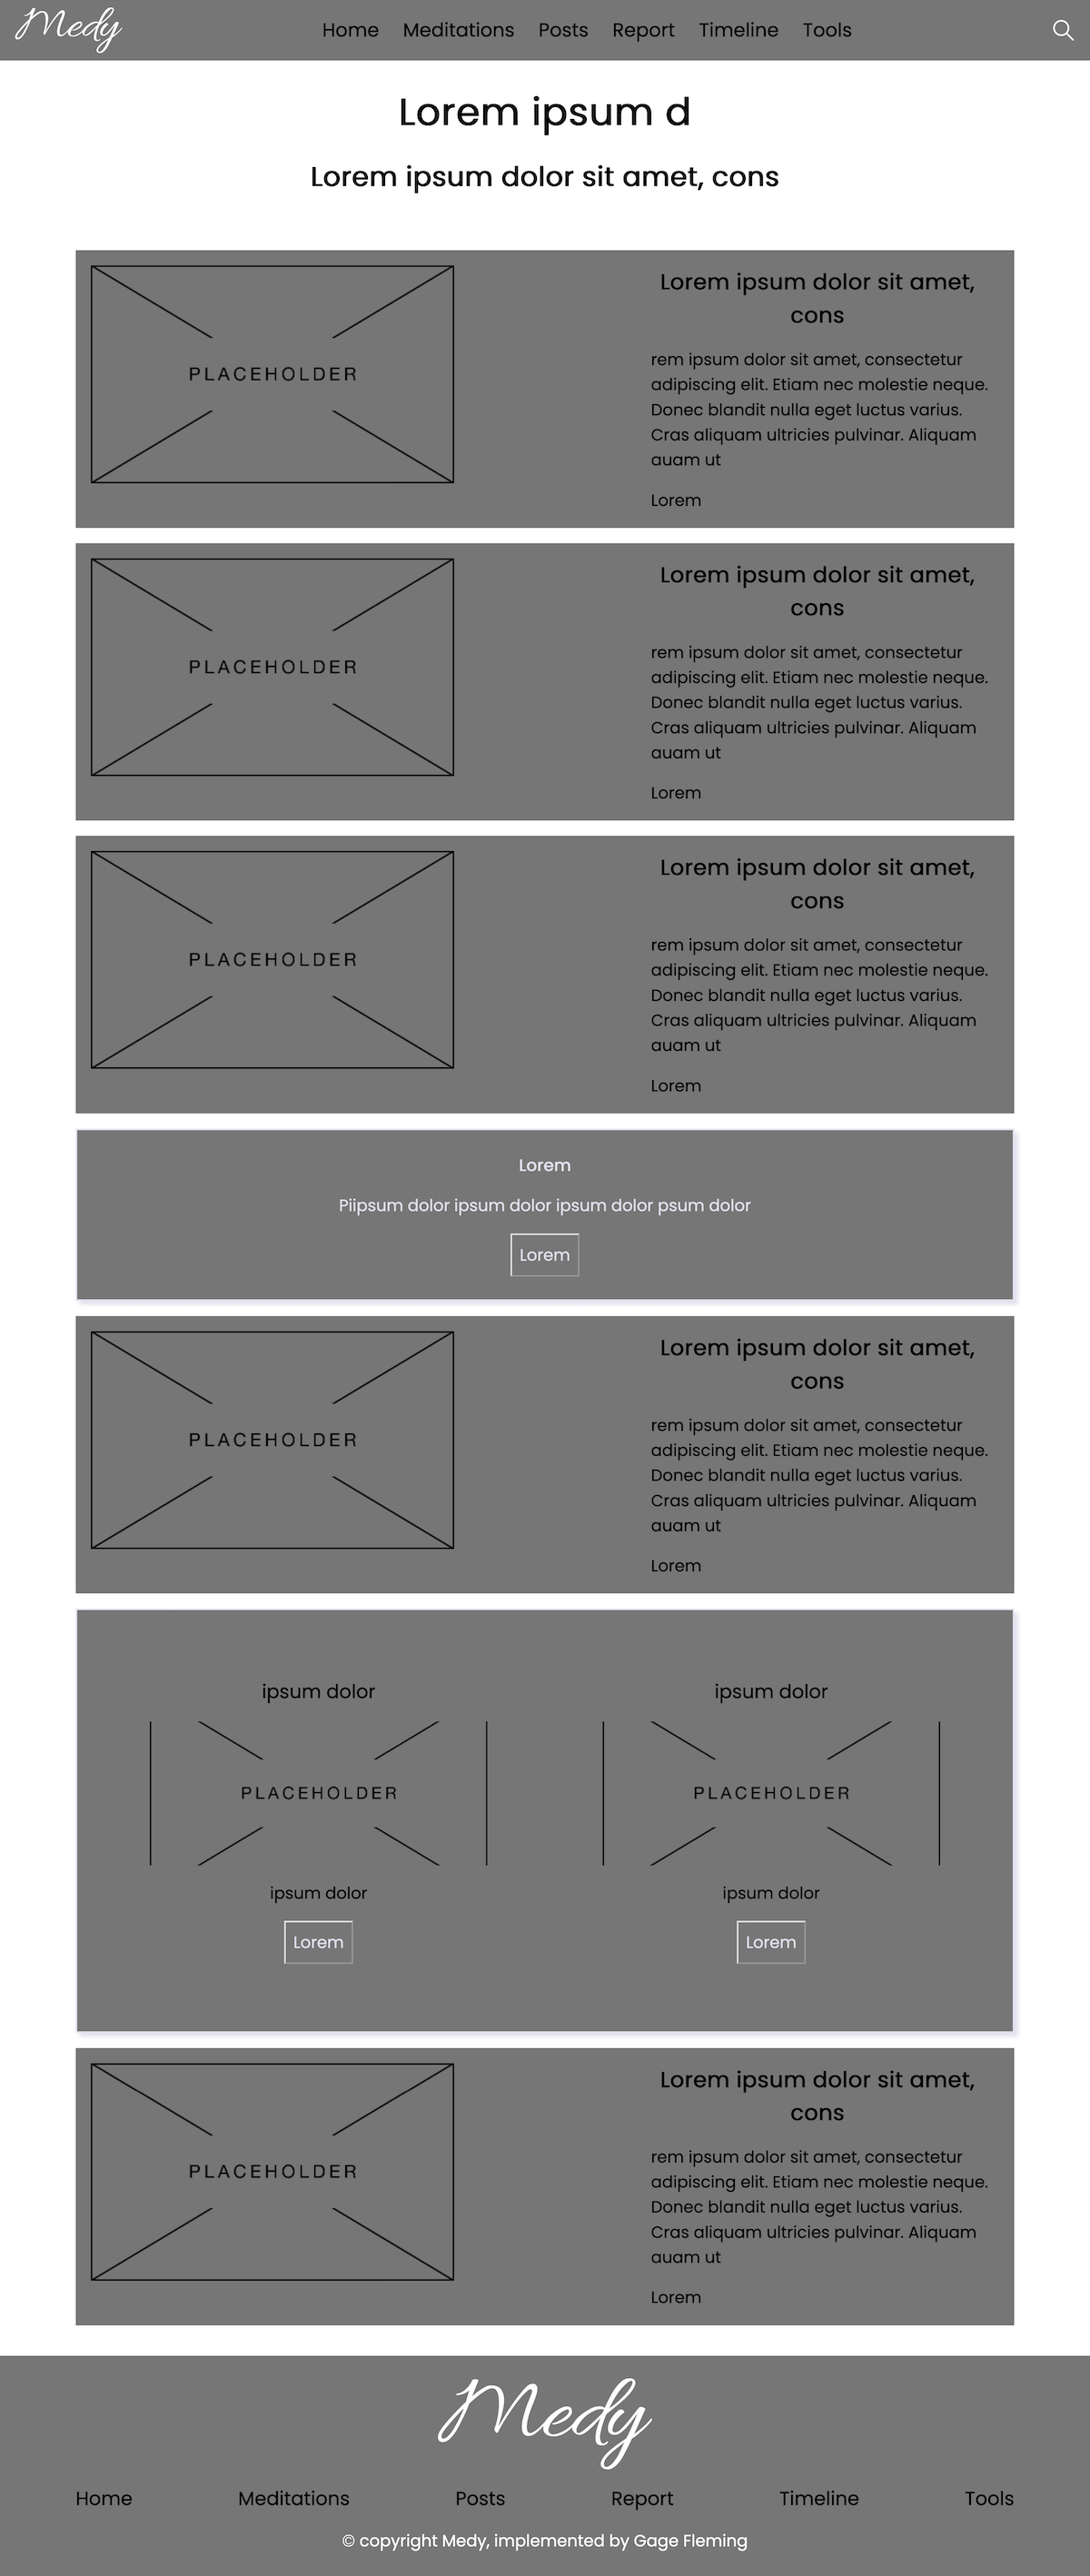 Medy
Home Meditations Posts Report Timeline Tools
Lorem ipsum d
Lorem ipsum dolor sit amet, cons
PLACEHOLDER
Lorem ipsum dolor sit amet,
cons
rem ipsum dolor sit amet, consectetur
adipiscing elit. Etiam nec molestie neque.
Donec blandit nulla eget luctus varius.
Cras aliquam ultricies pulvinar. Aliquam
auam ut
Lorem
PLACEHOLDER
Lorem ipsum dolor sit amet,
cons
rem ipsum dolor sit amet, consectetur
adipiscing elit. Etiam nec molestie neque.
Donec blandit nulla eget luctus varius.
Cras aliquam ultricies pulvinar. Aliquam
auam ut
Lorem
PLACEHOLDER
Lorem ipsum dolor sit amet,
cons
rem ipsum dolor sit amet, consectetur
adipiscing elit. Etiam nec molestie neque.
Donec blandit nulla eget luctus varius.
Cras aliquam ultricies pulvinar. Aliquam
auam ut
Lorem
Lorem
Piipsum dolor ipsum dolor ipsum dolor psum dolor
Lorem
PLACEHOLDER
Lorem ipsum dolor sit amet,
cons
rem ipsum dolor sit amet, consectetur
adipiscing elit. Etiam nec molestie neque.
Donec blandit nulla eget luctus varius.
Cras aliquam ultricies pulvinar. Aliquam
auam ut
Lorem
ipsum dolor
PLACEHOLDER
ipsum dolor
Lorem
ipsum dolor
PLACEHOLDER
ipsum dolor
Lorem
PLACEHOLDER
Lorem ipsum dolor sit amet,
cons
rem ipsum dolor sit amet, consectetur
adipiscing elit. Etiam nec molestie neque.
Donec blandit nulla eget luctus varius.
Cras aliquam ultricies pulvinar. Aliquam
auam ut
Lorem
Medy
Home Meditations Posts Report Timeline Tools
© copyright Medy, implemented by Gage Fleming